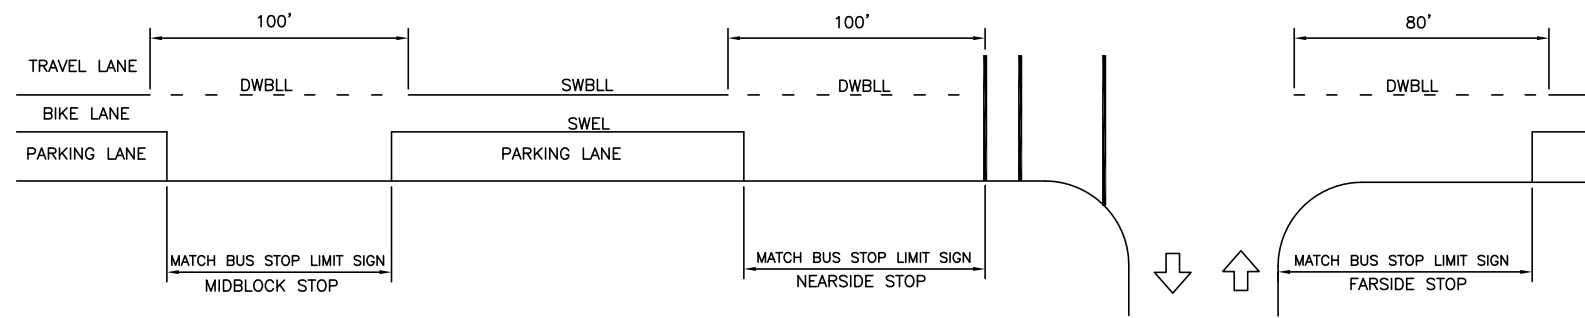 100'
100'
80'
TRAVEL LANE
DWBLL
SWBLL
DWBLL
DWBLL
BIKE LANE
SWEL
PARKING LANE
PARKING LANE
MATCH BUS STOP LIMIT SIGN
MIDBLOCK STOP
MATCH BUS STOP LIMIT SIGN
NEARSIDE STOP
MATCH BUS STOP LIMIT SIGN
FARSIDE STOP